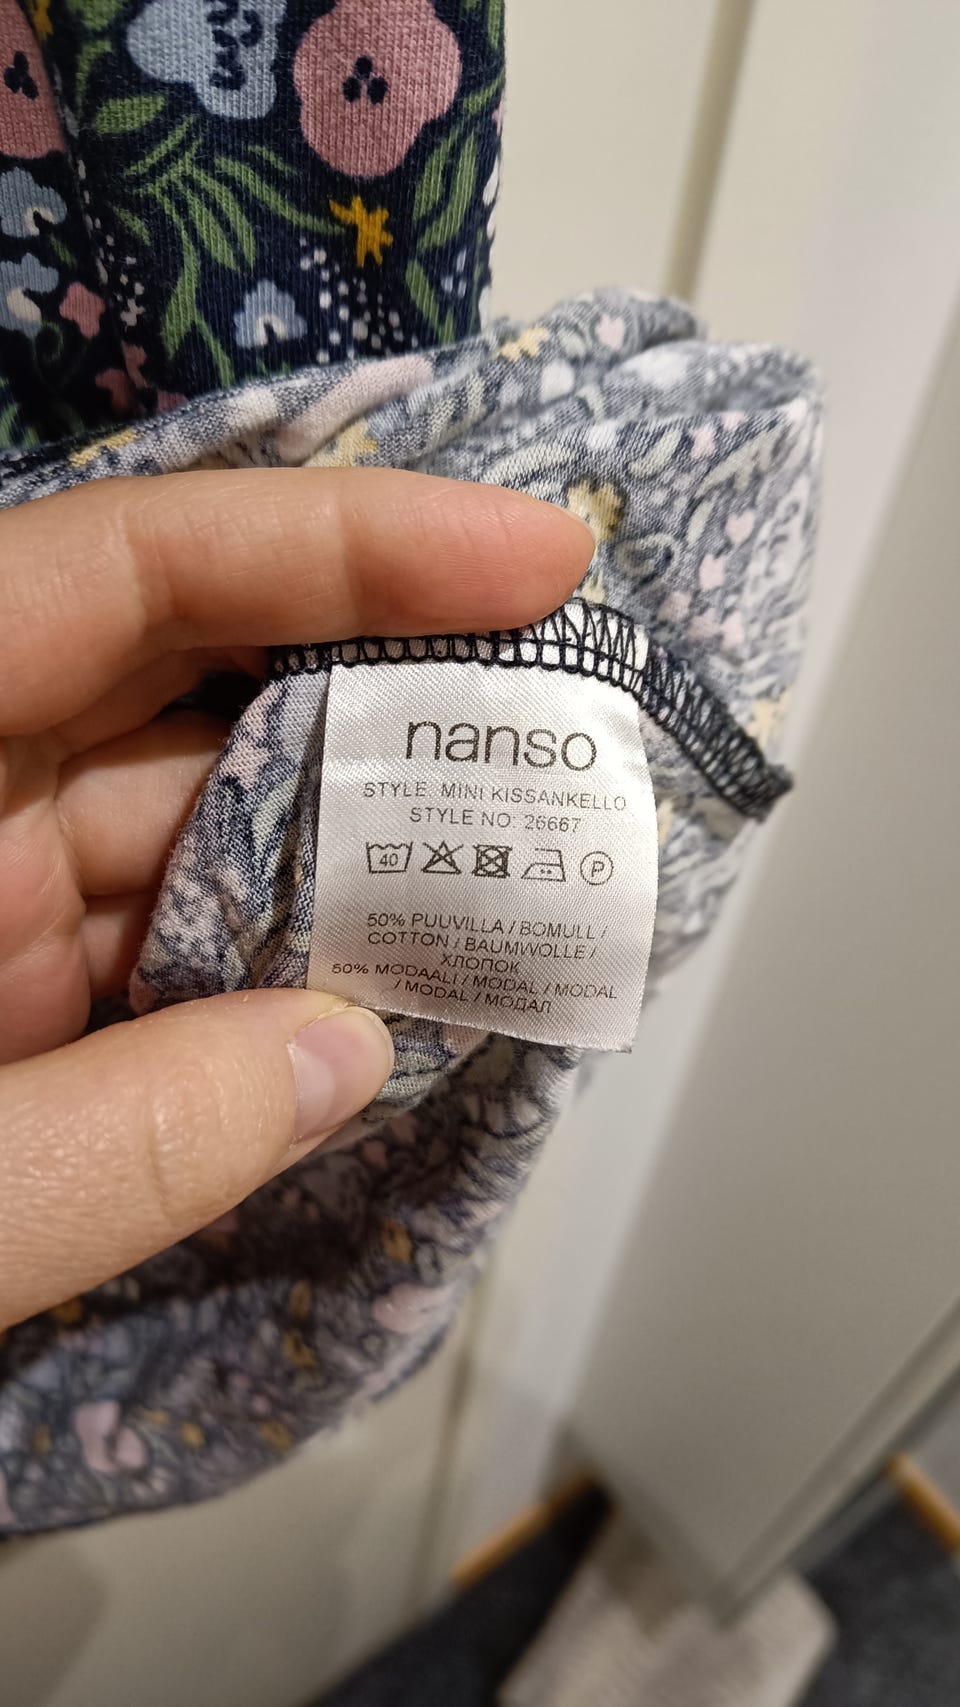 nanso
STYLE MINI KISSANKELLO
STYLE NO: 26667
40 P
50% PUUVILLA / BOMULL /
COTTON / BAUMWOLLE /
ХЛОПОК
50% MODAALI / MODAL / MODAL
/ MODAL / МОДАЛ